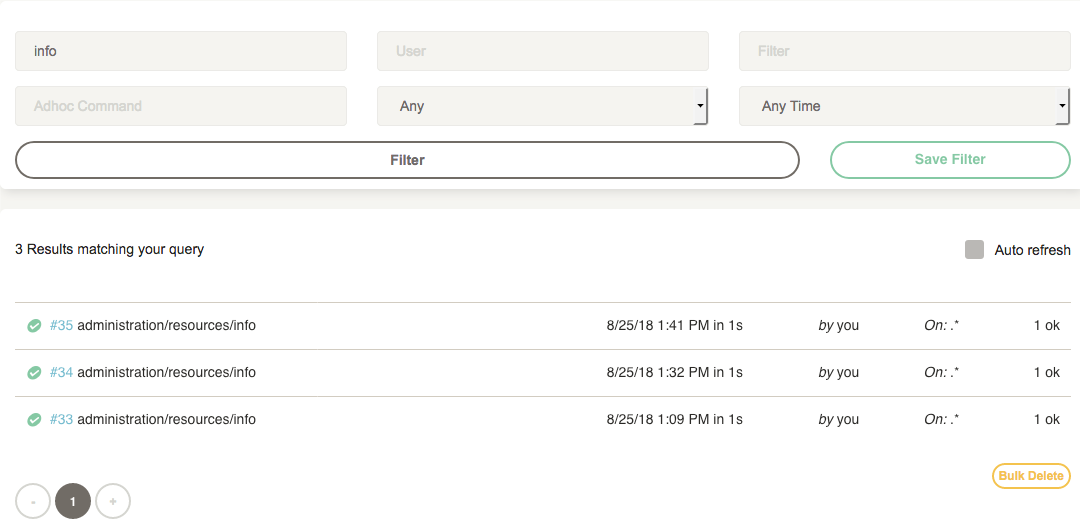 info User Filter
Adhoc Command Any Any Time
Filter Save Filter
3 Results matching your query Auto refresh
#35 administration/resources/info 8/25/18 1:41 PM in 1s by you On: .* 1 ok
#34 administration/resources/info 8/25/18 1:32 PM in 1s by you On: .* 1 ok
#33 administration/resources/info 8/25/18 1:09 PM in 1s by you On: .* 1 ok
Bulk Delete
- 1 +